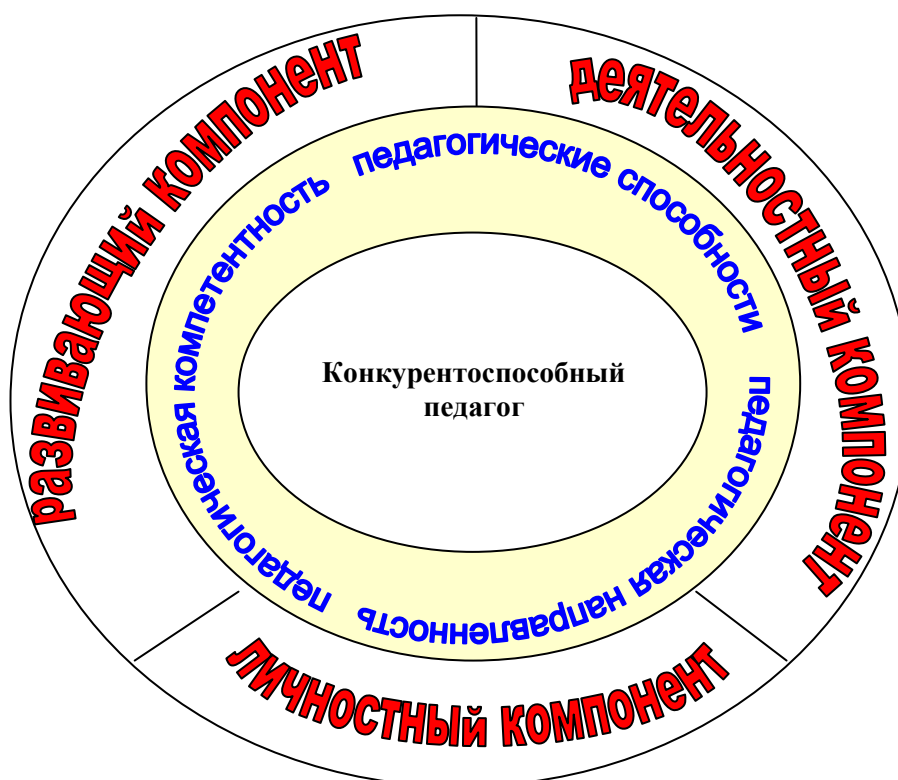 развивающий компонент
деятельностный компонент
личностный компонент
педагогическая компетентность
педагогические способности
педагогическая направленность
Конкурентоспособный
педагог